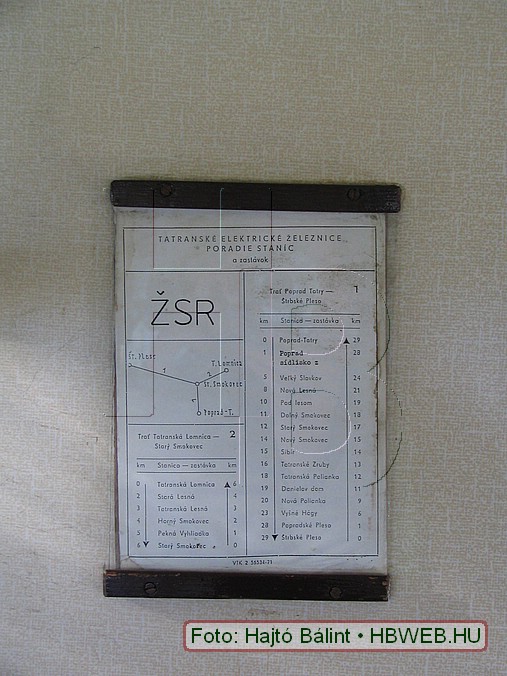 TATRANSKÉ ELEKTRICKÉ ŽELEZNICE
PORADIE STANÍC
a zastávok
ŽSR
Št. Pleso
T. Lomnica
St. Smokovec
Poprad-T.
1
2
Trať Tatranská Lomnica — 2
Starý Smokovec
km Stanica — zastávka km
0 Tatranská Lomnica 6
2 Stará Lesná 4
3 Tatranská Lesná 3
4 Horný Smokovec 2
5 Pekná Vyhliadka 1
6 Starý Smokovec 0
Trať Poprad Tatry — 1
Štrbské Pleso
km Stanica — zastávka km
0 Poprad-Tatry 29
1 Poprad 28
sídlisko z
5 Veľký Slavkov 24
8 Nová Lesná 21
10 Pod lesom 19
11 Dolný Smokovec 18
12 Starý Smokovec 17
14 Nový Smokovec 15
15 Sibír 14
16 Tatranské Zruby 13
18 Tatranská Polianka 12
19 Danielov dom 11
20 Nová Polianka 9
23 Vyšné Hágy 6
28 Popradské Pleso 1
29 Štrbské Pleso 0
Foto: Hajtó Bálint • HBWEB.HU